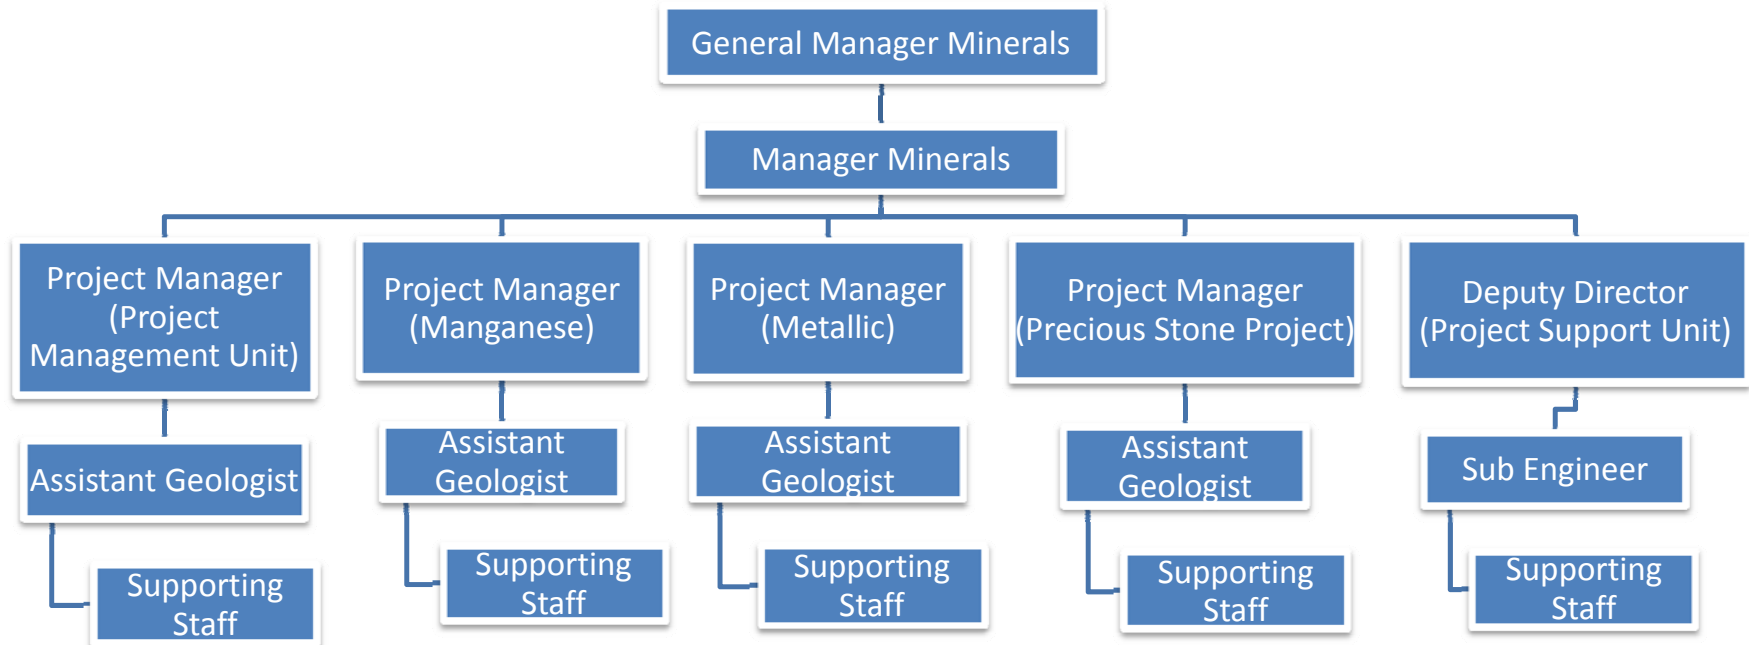 General Manager Minerals
Manager Minerals
Project Manager
(Project
Management Unit)
Project Manager
(Manganese)
Project Manager
(Metallic)
Project Manager
(Precious Stone Project)
Deputy Director
(Project Support Unit)
Assistant Geologist
Assistant
Geologist
Assistant
Geologist
Assistant
Geologist
Sub Engineer
Supporting
Staff
Supporting
Staff
Supporting
Staff
Supporting
Staff
Supporting
Staff